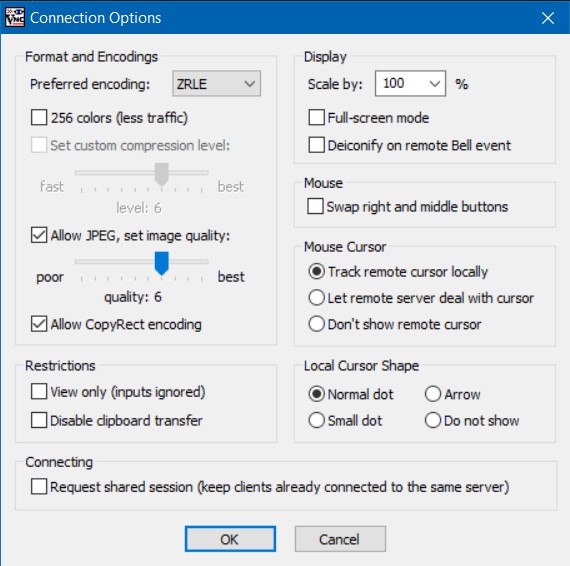 VNC Connection Options
Format and Encodings
Preferred encoding: ZRLE
256 colors (less traffic)
Set custom compression level:
fast best
level: 6
Allow JPEG, set image quality:
poor best
quality: 6
Allow CopyRect encoding
Display
Scale by: 100 %
Full-screen mode
Deiconify on remote Bell event
Mouse
Swap right and middle buttons
Mouse Cursor
Track remote cursor locally
Let remote server deal with cursor
Don't show remote cursor
Restrictions
View only (inputs ignored)
Disable clipboard transfer
Local Cursor Shape
Normal dot Arrow
Small dot Do not show
Connecting
Request shared session (keep clients already connected to the same server)
OK Cancel